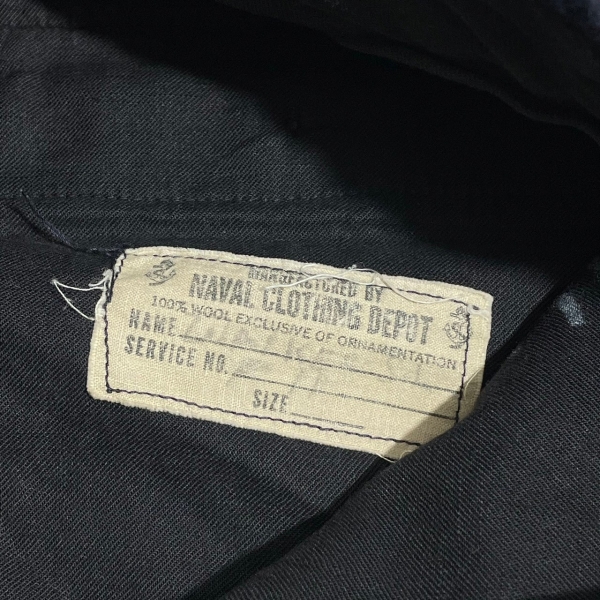 MANUFACTURED BY
NAVAL CLOTHING DEPOT
100% WOOL EXCLUSIVE OF ORNAMENTATION
NAME
SERVICE NO.
SIZE